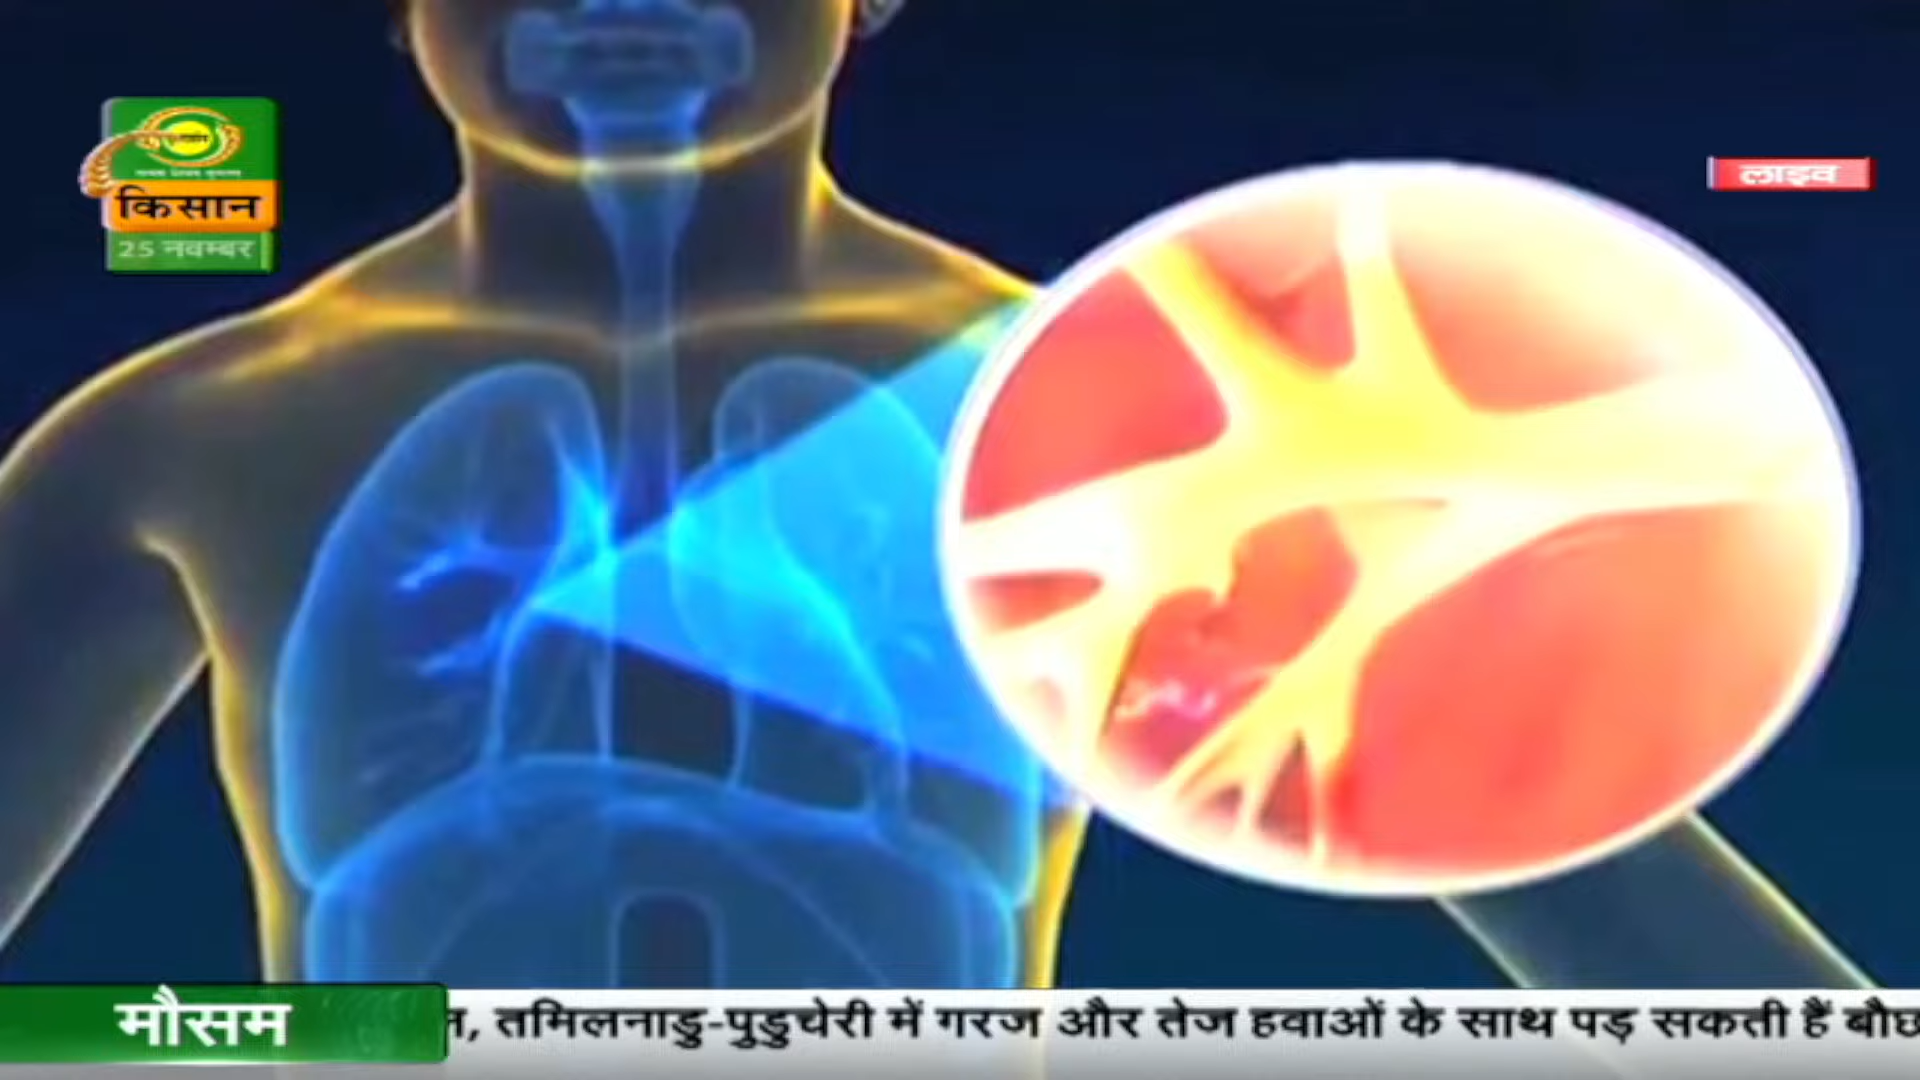 किसान
25 नवम्बर
लाइव
मौसम
तमिलनाडु-पुडुचेरी में गरज और तेज हवाओं के साथ पड़ सकती हैं